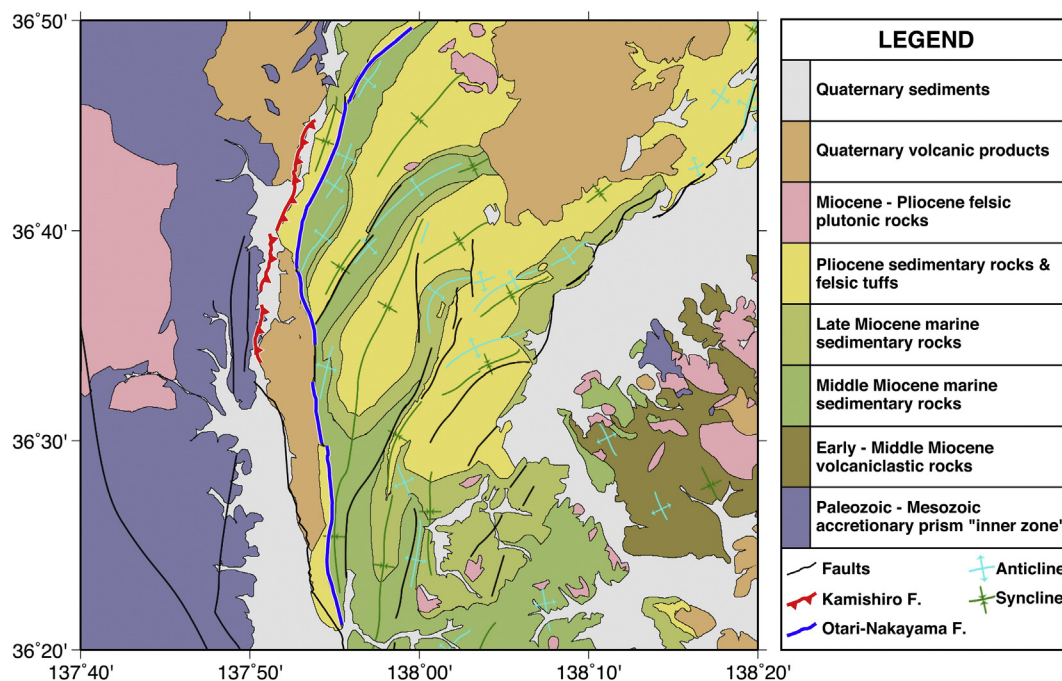 36°50'
36°40'
36°30'
36°20'
137°40'
137°50'
138°00'
138°10'
138°20'
LEGEND
Quaternary sediments
Quaternary volcanic products
Miocene - Pliocene felsic
plutonic rocks
Pliocene sedimentary rocks &
felsic tuffs
Late Miocene marine
sedimentary rocks
Middle Miocene marine
sedimentary rocks
Early - Middle Miocene
volcaniclastic rocks
Paleozoic - Mesozoic
accretionary prism "inner zone"
Faults
Anticline
Kamishiro F.
Syncline
Otari-Nakayama F.